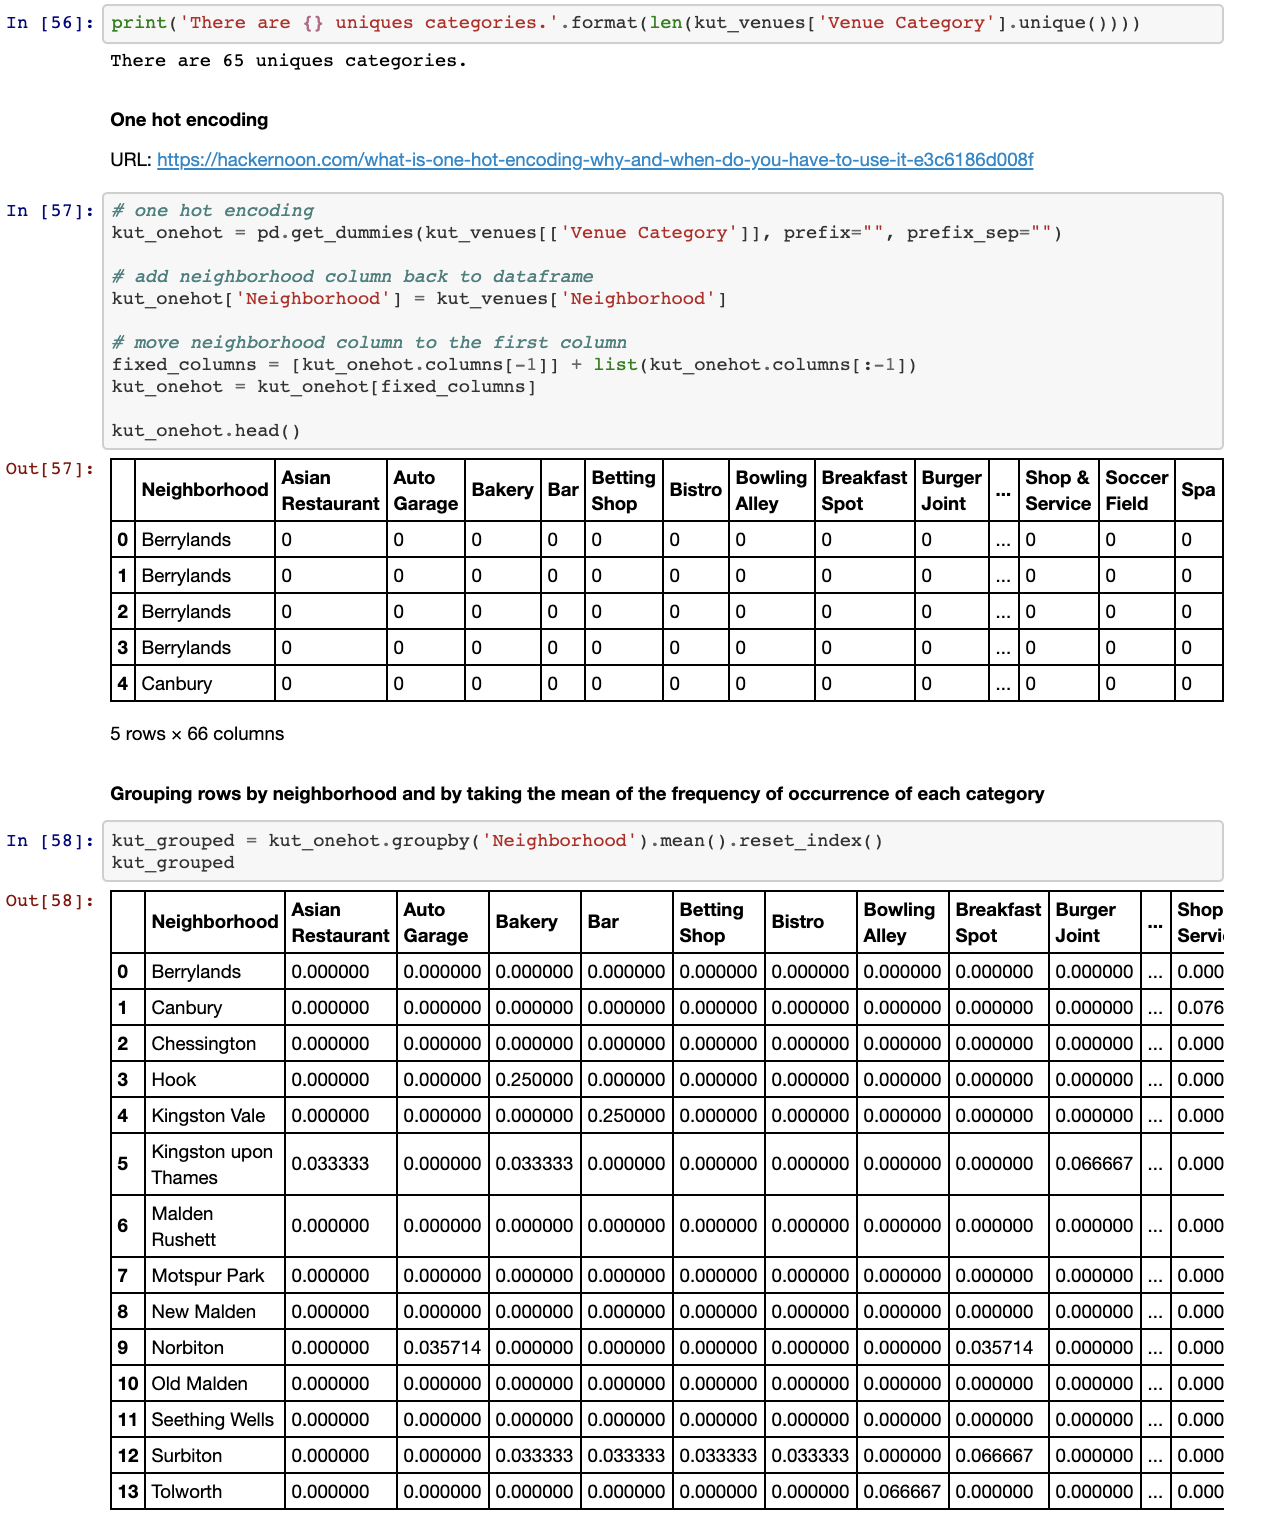 In [56]: print('There are {} uniques categories.'.format(len(kut_venues['Venue Category'].unique())))
There are 65 uniques categories.
One hot encoding
URL: https://hackernoon.com/what-is-one-hot-encoding-why-and-when-do-you-have-to-use-it-e3c6186d008f
In [57]: # one hot encoding
kut_onehot = pd.get_dummies(kut_venues[['Venue Category']], prefix="", prefix_sep="")
# add neighborhood column back to dataframe
kut_onehot['Neighborhood'] = kut_venues['Neighborhood']
# move neighborhood column to the first column
fixed_columns = [kut_onehot.columns[-1]] + list(kut_onehot.columns[:-1])
kut_onehot = kut_onehot[fixed_columns]
kut_onehot.head()
Out[57]:
Neighborhood Asian Restaurant Auto Garage Bakery Bar Betting Shop Bistro Bowling Alley Breakfast Spot Burger Joint ... Shop & Service Soccer Field Spa
0 Berrylands 0 0 0 0 0 0 0 0 0 ... 0 0 0
1 Berrylands 0 0 0 0 0 0 0 0 0 ... 0 0 0
2 Berrylands 0 0 0 0 0 0 0 0 0 ... 0 0 0
3 Berrylands 0 0 0 0 0 0 0 0 0 ... 0 0 0
4 Canbury 0 0 0 0 0 0 0 0 0 ... 0 0 0
5 rows × 66 columns
Grouping rows by neighborhood and by taking the mean of the frequency of occurrence of each category
In [58]: kut_grouped = kut_onehot.groupby('Neighborhood').mean().reset_index()
kut_grouped
Out[58]:
Neighborhood Asian Restaurant Auto Garage Bakery Bar Betting Shop Bistro Bowling Alley Breakfast Spot Burger Joint ... Shop
0 Berrylands 0.000000 0.000000 0.000000 0.000000 0.000000 0.000000 0.000000 0.000000 0.000000 ... 0.000
1 Canbury 0.000000 0.000000 0.000000 0.000000 0.000000 0.000000 0.000000 0.000000 0.000000 ... 0.076
2 Chessington 0.000000 0.000000 0.000000 0.000000 0.000000 0.000000 0.000000 0.000000 0.000000 ... 0.000
3 Hook 0.000000 0.000000 0.250000 0.000000 0.000000 0.000000 0.000000 0.000000 0.000000 ... 0.000
4 Kingston Vale 0.000000 0.000000 0.000000 0.250000 0.000000 0.000000 0.000000 0.000000 0.000000 ... 0.000
5 Kingston upon Thames 0.033333 0.000000 0.033333 0.000000 0.000000 0.000000 0.000000 0.000000 0.066667 ... 0.000
6 Malden Rushett 0.000000 0.000000 0.000000 0.000000 0.000000 0.000000 0.000000 0.000000 0.000000 ... 0.000
7 Motspur Park 0.000000 0.000000 0.000000 0.000000 0.000000 0.000000 0.000000 0.000000 0.000000 ... 0.000
8 New Malden 0.000000 0.000000 0.000000 0.000000 0.000000 0.000000 0.000000 0.000000 0.000000 ... 0.000
9 Norbiton 0.000000 0.035714 0.000000 0.000000 0.000000 0.000000 0.000000 0.035714 0.000000 ... 0.000
10 Old Malden 0.000000 0.000000 0.000000 0.000000 0.000000 0.000000 0.000000 0.000000 0.000000 ... 0.000
11 Seething Wells 0.000000 0.000000 0.000000 0.000000 0.000000 0.000000 0.000000 0.000000 0.000000 ... 0.000
12 Surbiton 0.000000 0.000000 0.033333 0.033333 0.033333 0.033333 0.000000 0.066667 0.000000 ... 0.000
13 Tolworth 0.000000 0.000000 0.000000 0.000000 0.000000 0.000000 0.066667 0.000000 0.000000 ... 0.000